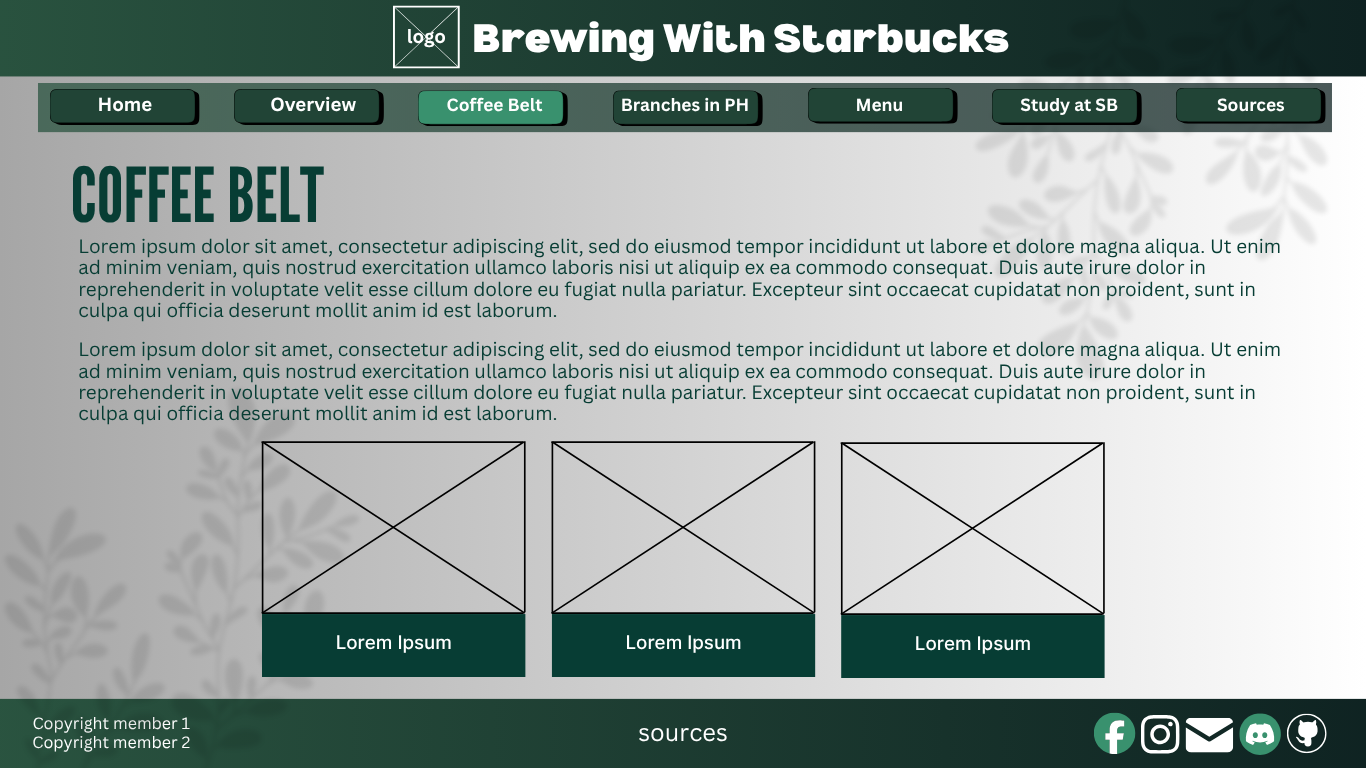 logo
Brewing With Starbucks
Home
Overview
Coffee Belt
Branches in PH
Menu
Study at SB
Sources
COFFEE BELT
Lorem ipsum dolor sit amet, consectetur adipiscing elit, sed do eiusmod tempor incididunt ut labore et dolore magna aliqua. Ut enim
ad minim veniam, quis nostrud exercitation ullamco laboris nisi ut aliquip ex ea commodo consequat. Duis aute irure dolor in
reprehenderit in voluptate velit esse cillum dolore eu fugiat nulla pariatur. Excepteur sint occaecat cupidatat non proident, sunt in
culpa qui officia deserunt mollit anim id est laborum.
Lorem ipsum dolor sit amet, consectetur adipiscing elit, sed do eiusmod tempor incididunt ut labore et dolore magna aliqua. Ut enim
ad minim veniam, quis nostrud exercitation ullamco laboris nisi ut aliquip ex ea commodo consequat. Duis aute irure dolor in
reprehenderit in voluptate velit esse cillum dolore eu fugiat nulla pariatur. Excepteur sint occaecat cupidatat non proident, sunt in
culpa qui officia deserunt mollit anim id est laborum.
Lorem Ipsum
Lorem Ipsum
Lorem Ipsum
Copyright member 1
Copyright member 2
sources